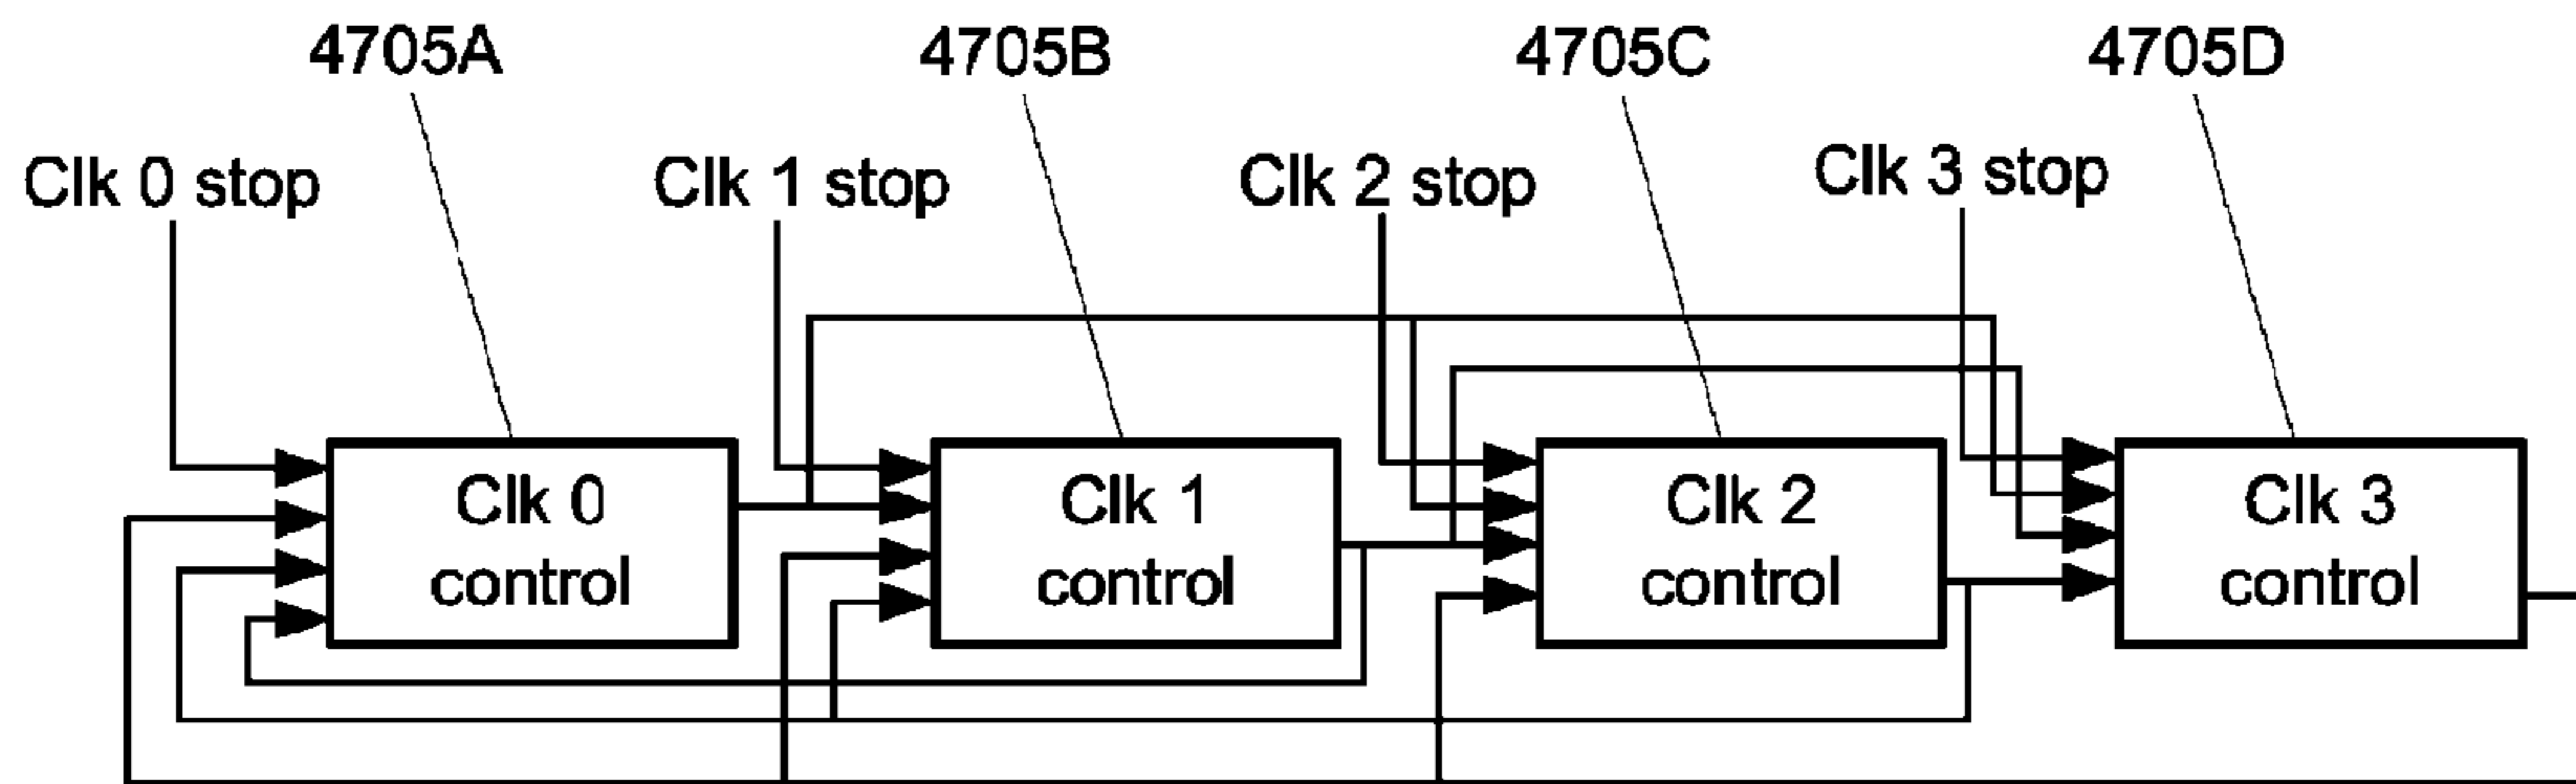 4705A
4705B
4705C
4705D
Clk 0 stop
Clk 1 stop
Clk 2 stop
Clk 3 stop
Clk 0
control
Clk 1
control
Clk 2
control
Clk 3
control